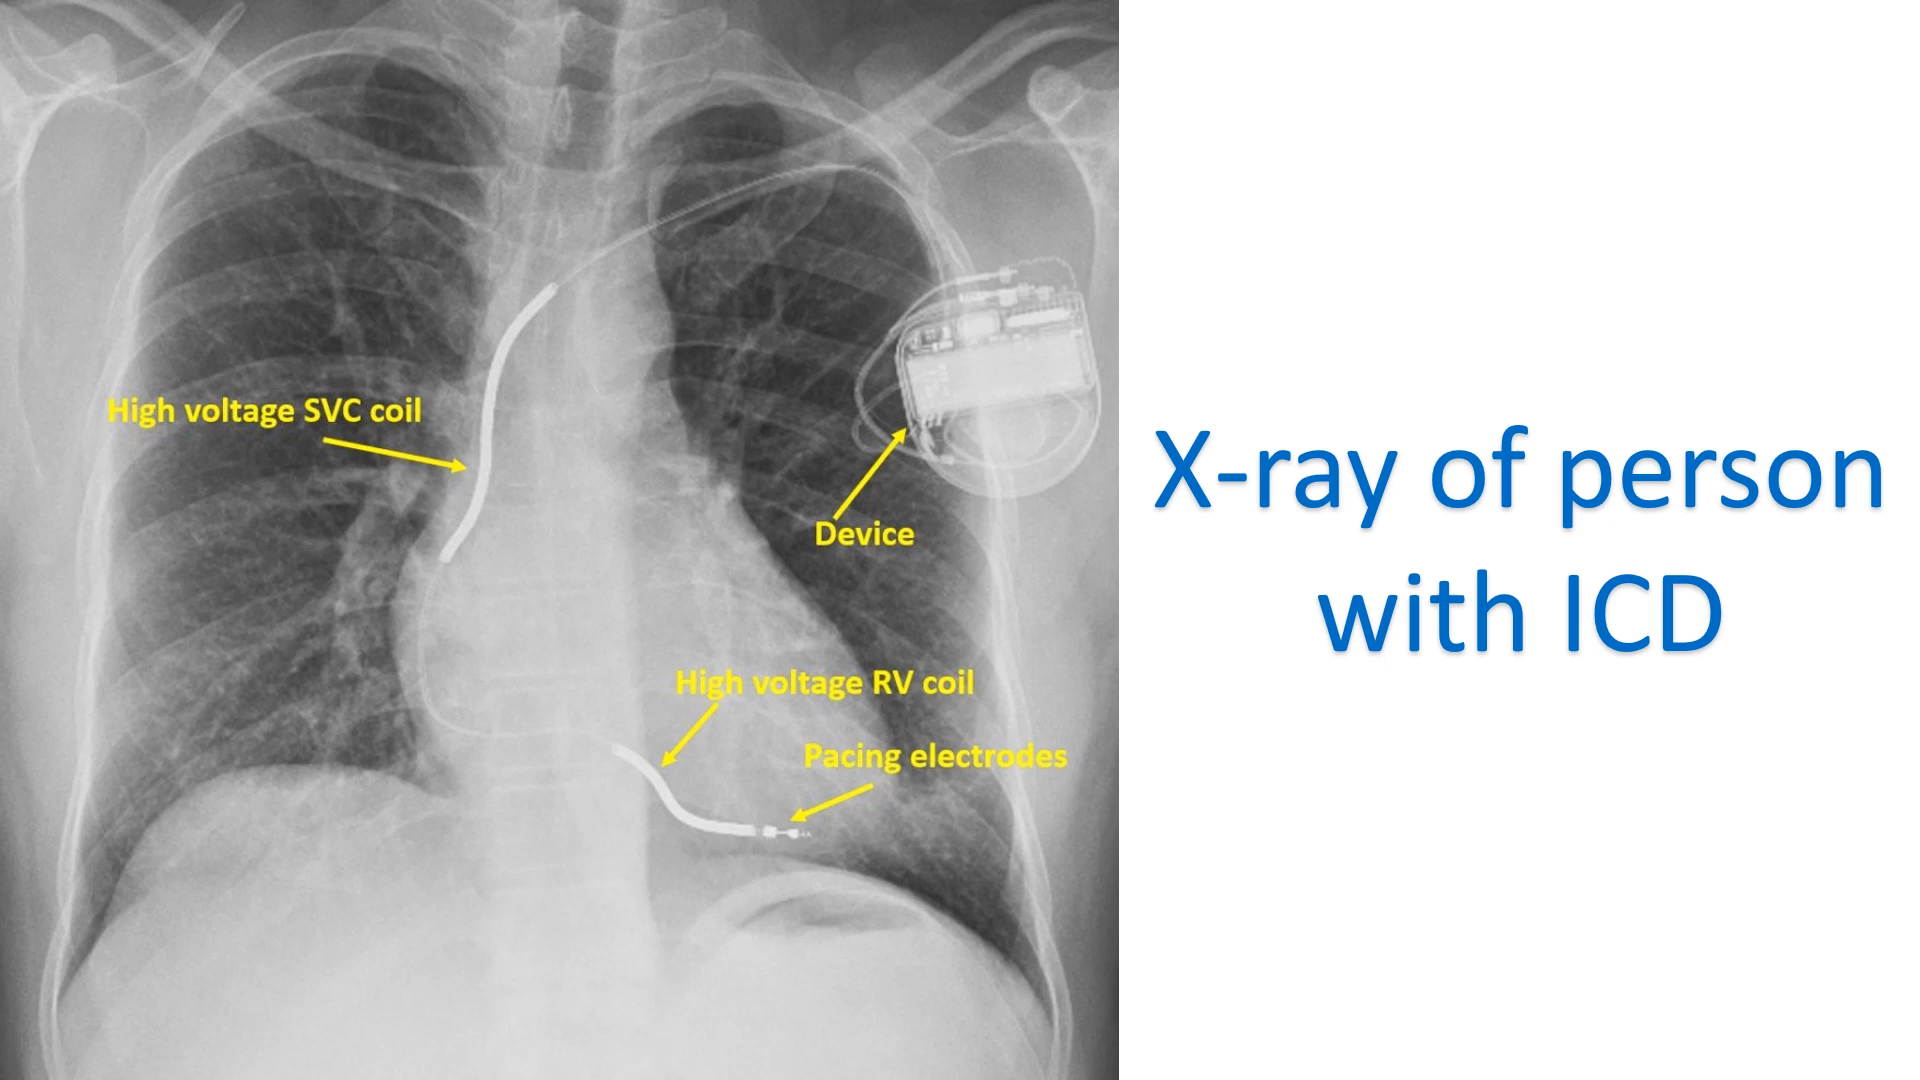 High voltage SVC coil
Device
High voltage RV coil
Pacing electrodes
X-ray of person
with ICD